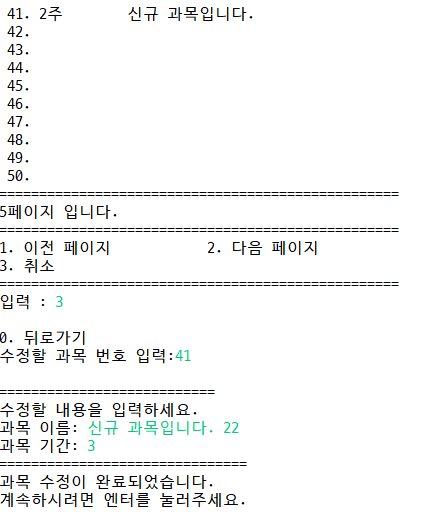 41. 2주 신규 과목입니다.
42.
43.
44.
45.
46.
47.
48.
49.
50.
==================================================
5페이지 입니다.
==================================================
1. 이전 페이지 2. 다음 페이지
3. 취소
==================================================
입력 : 3
0. 뒤로가기
수정할 과목 번호 입력:41
===========================
수정할 내용을 입력하세요.
과목 이름: 신규 과목입니다. 22
과목 기간: 3
===============================
과목 수정이 완료되었습니다.
계속하시려면 엔터를 눌러주세요.